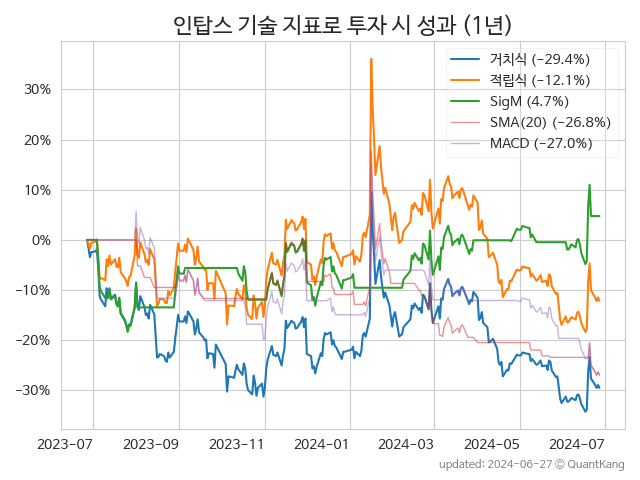 인탑스 기술 지표로 투자 시 성과 (1년)
거치식 (−29.4%)
적립식 (−12.1%)
SigM (4.7%)
SMA(20) (−26.8%)
MACD (−27.0%)
30%
20%
10%
0%
−10%
−20%
−30%
2023-07 2023-09 2023-11 2024-01 2024-03 2024-05 2024-07
updated: 2024-06-27 © QuantKang